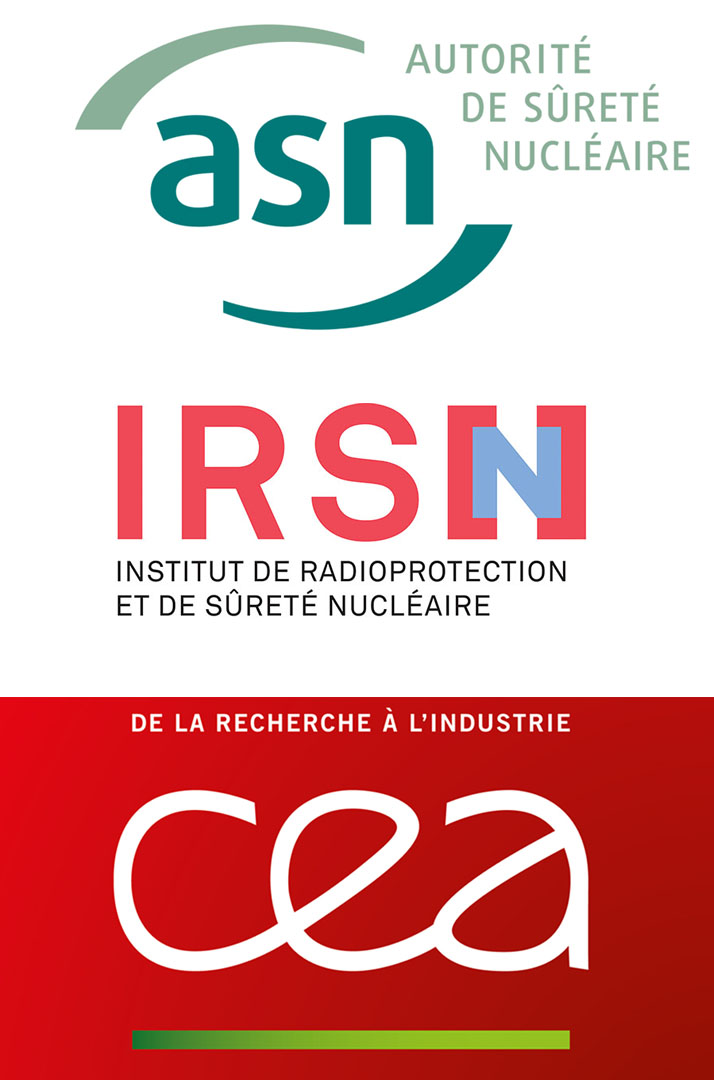 AUTORITÉ
DE SÛRETÉ
NUCLÉAIRE
asn
IRSN
INSTITUT DE RADIOPROTECTION
ET DE SÛRETÉ NUCLÉAIRE
DE LA RECHERCHE À L’INDUSTRIE
cea